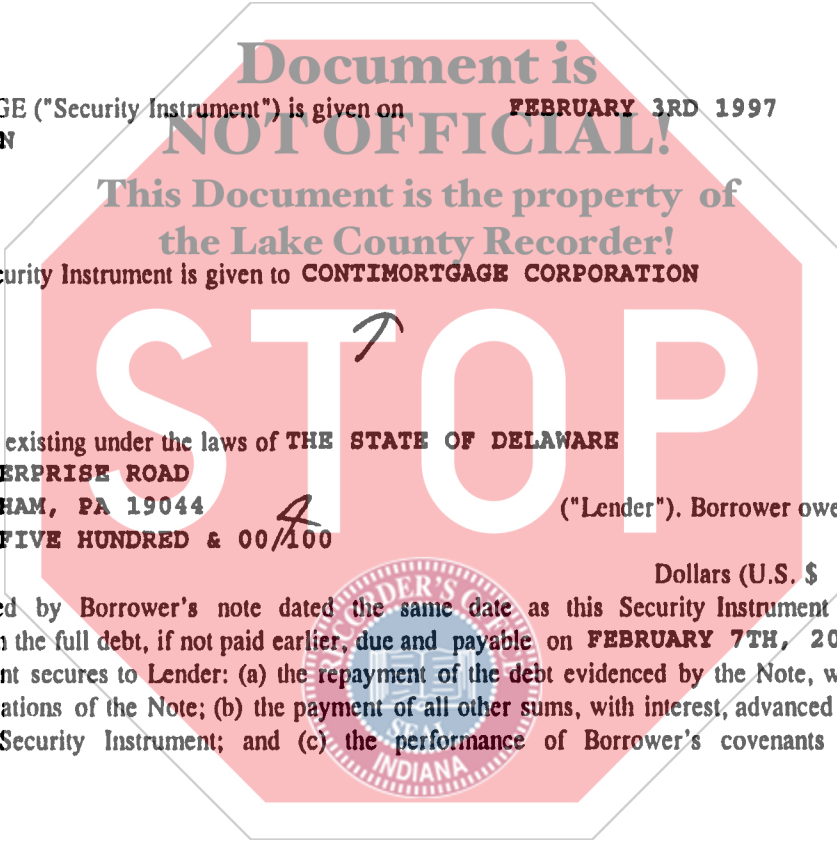 Document is
GE ("Security Instrument") is given on FEBRUARY 3RD 1997
N
NOT OFFICIAL!
This Document is the property of
the Lake County Recorder!
curity Instrument is given to CONTIMORTGAGE CORPORATION
STOP
existing under the laws of THE STATE OF DELAWARE
ERPRISE ROAD
HAM, PA 19044 ("Lender"). Borrower owe
FIVE HUNDRED & 00/100
Dollars (U.S. $
ed by Borrower's note dated the same date as this Security Instrument
n the full debt, if not paid earlier, due and payable on FEBRUARY 7TH, 20
nt secures to Lender: (a) the repayment of the debt evidenced by the Note, w
ations of the Note; (b) the payment of all other sums, with interest, advanced
Security Instrument; and (c) the performance of Borrower's covenants
RECORDER'S OFFICE
SEAL
INDIANA